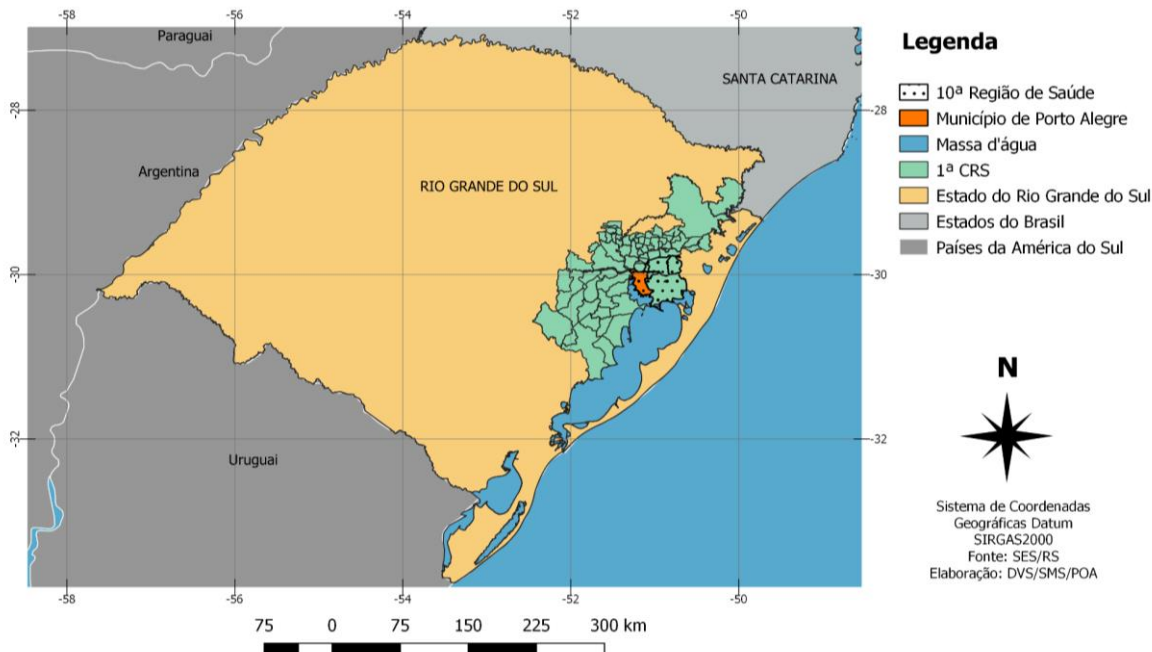 -58
-56
-54
-52
-50
Paraguai
SANTA CATARINA
-28
-28
Argentina
RIO GRANDE DO SUL
-30
-30
-32
-32
Uruguai
-58
-56
-54
-52
-50
75 0 75 150 225 300 km
Legenda
10ª Região de Saúde
Município de Porto Alegre
Massa d'água
1ª CRS
Estado do Rio Grande do Sul
Estados do Brasil
Países da América do Sul
N
Sistema de Coordenadas
Geográficas Datum
SIRGAS2000
Fonte: SES/RS
Elaboração: DVS/SMS/POA